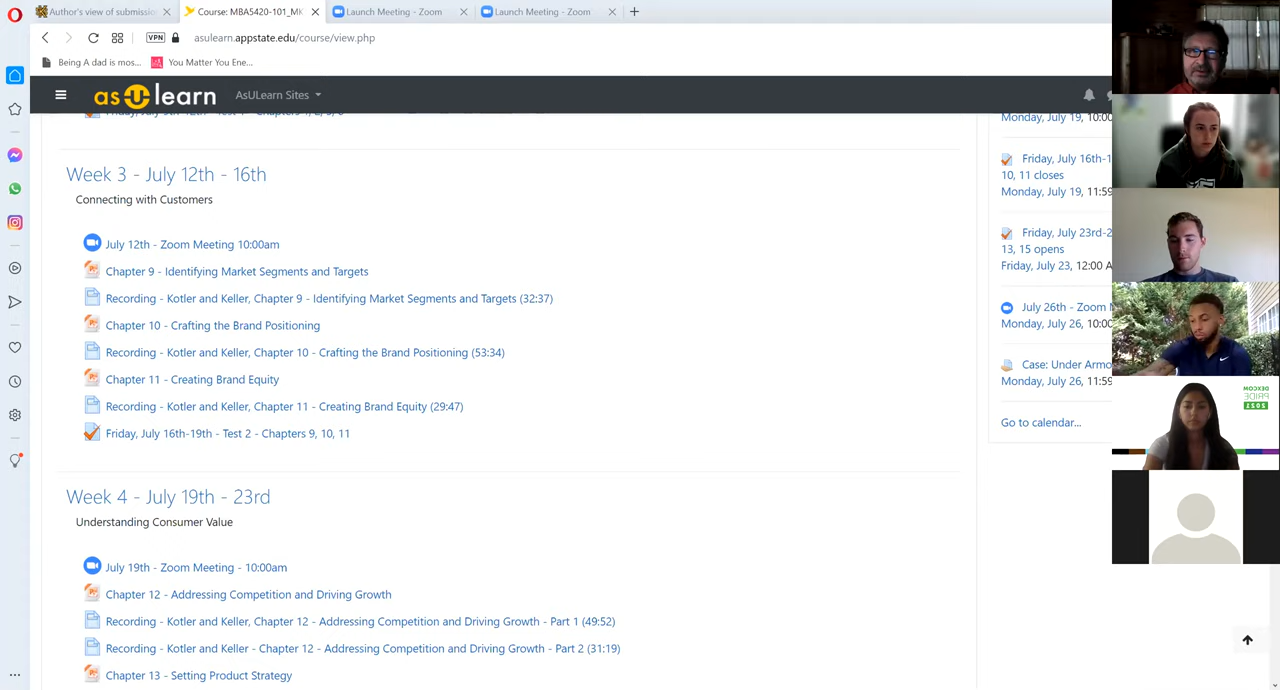 Author's view of submissio
Course: MBA5420-101_MK
Launch Meeting - Zoom
Launch Meeting - Zoom
VPN
asulearn.appstate.edu/course/view.php
Being A dad is mos...
You Matter You Ene...
asULearn
ASULearn Sites
Week 3 - July 12th - 16th
Connecting with Customers
July 12th - Zoom Meeting 10:00am
Chapter 9 - Identifying Market Segments and Targets
Recording - Kotler and Keller, Chapter 9 - Identifying Market Segments and Targets (32:37)
Chapter 10 - Crafting the Brand Positioning
Recording - Kotler and Keller, Chapter 10 - Crafting the Brand Positioning (53:34)
Chapter 11 - Creating Brand Equity
Recording - Kotler and Keller, Chapter 11 - Creating Brand Equity (29:47)
Friday, July 16th-19th - Test 2 - Chapters 9, 10, 11
Week 4 - July 19th - 23rd
Understanding Consumer Value
July 19th - Zoom Meeting - 10:00am
Chapter 12 - Addressing Competition and Driving Growth
Recording - Kotler and Keller, Chapter 12 - Addressing Competition and Driving Growth - Part 1 (49:52)
Recording - Kotler and Keller - Chapter 12 - Addressing Competition and Driving Growth - Part 2 (31:19)
Chapter 13 - Setting Product Strategy
Monday, July 19, 10:00
Friday, July 16th-1
10, 11 closes
Monday, July 19, 11:59
Friday, July 23rd-2
13, 15 opens
Friday, July 23, 12:00 A
July 26th - Zoom M
Monday, July 26, 10:00
Case: Under Armo
Monday, July 26, 11:59
Go to calendar...
DEXCOM
PRIDE
2021